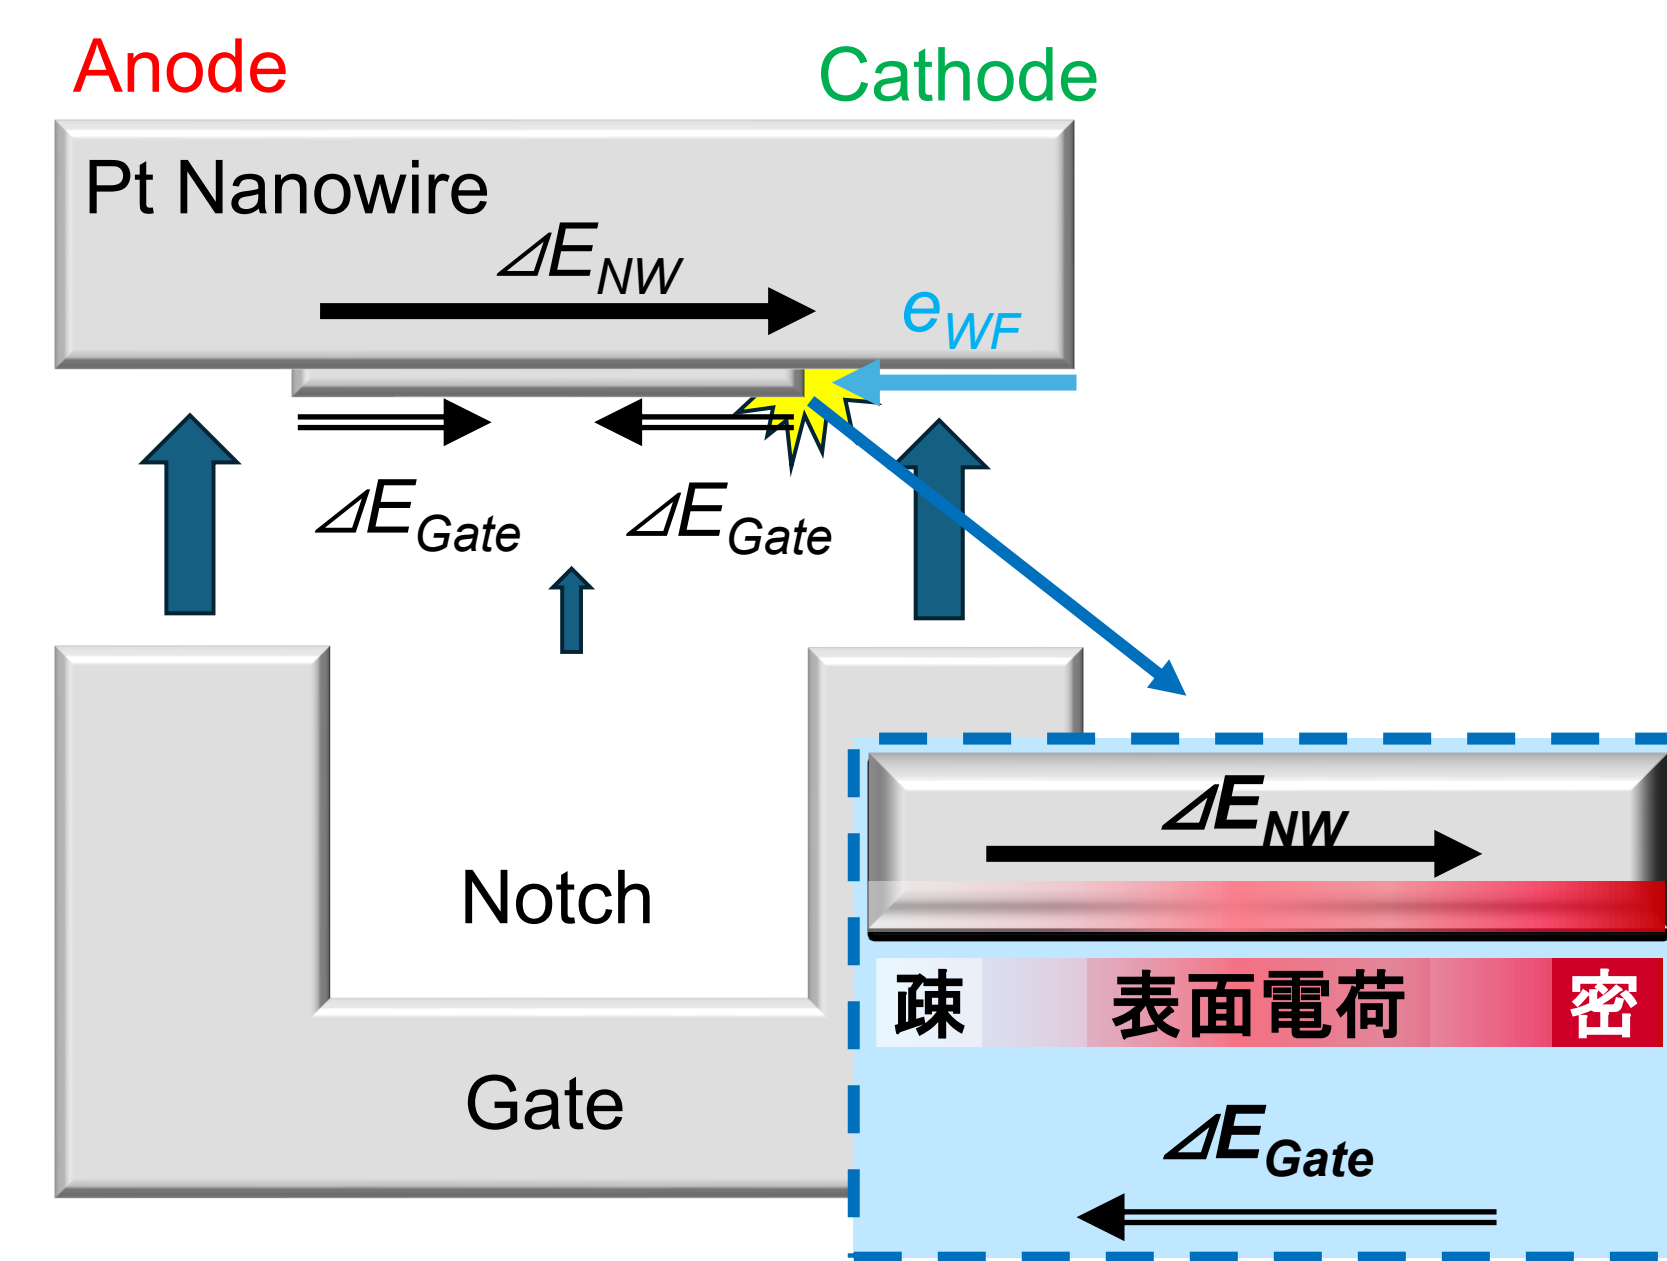 Anode
Cathode
Pt Nanowire
⊿E_NW
e_WF
⊿E_Gate
⊿E_Gate
Notch
Gate
⊿E_NW
疎 表面電荷 密
⊿E_Gate